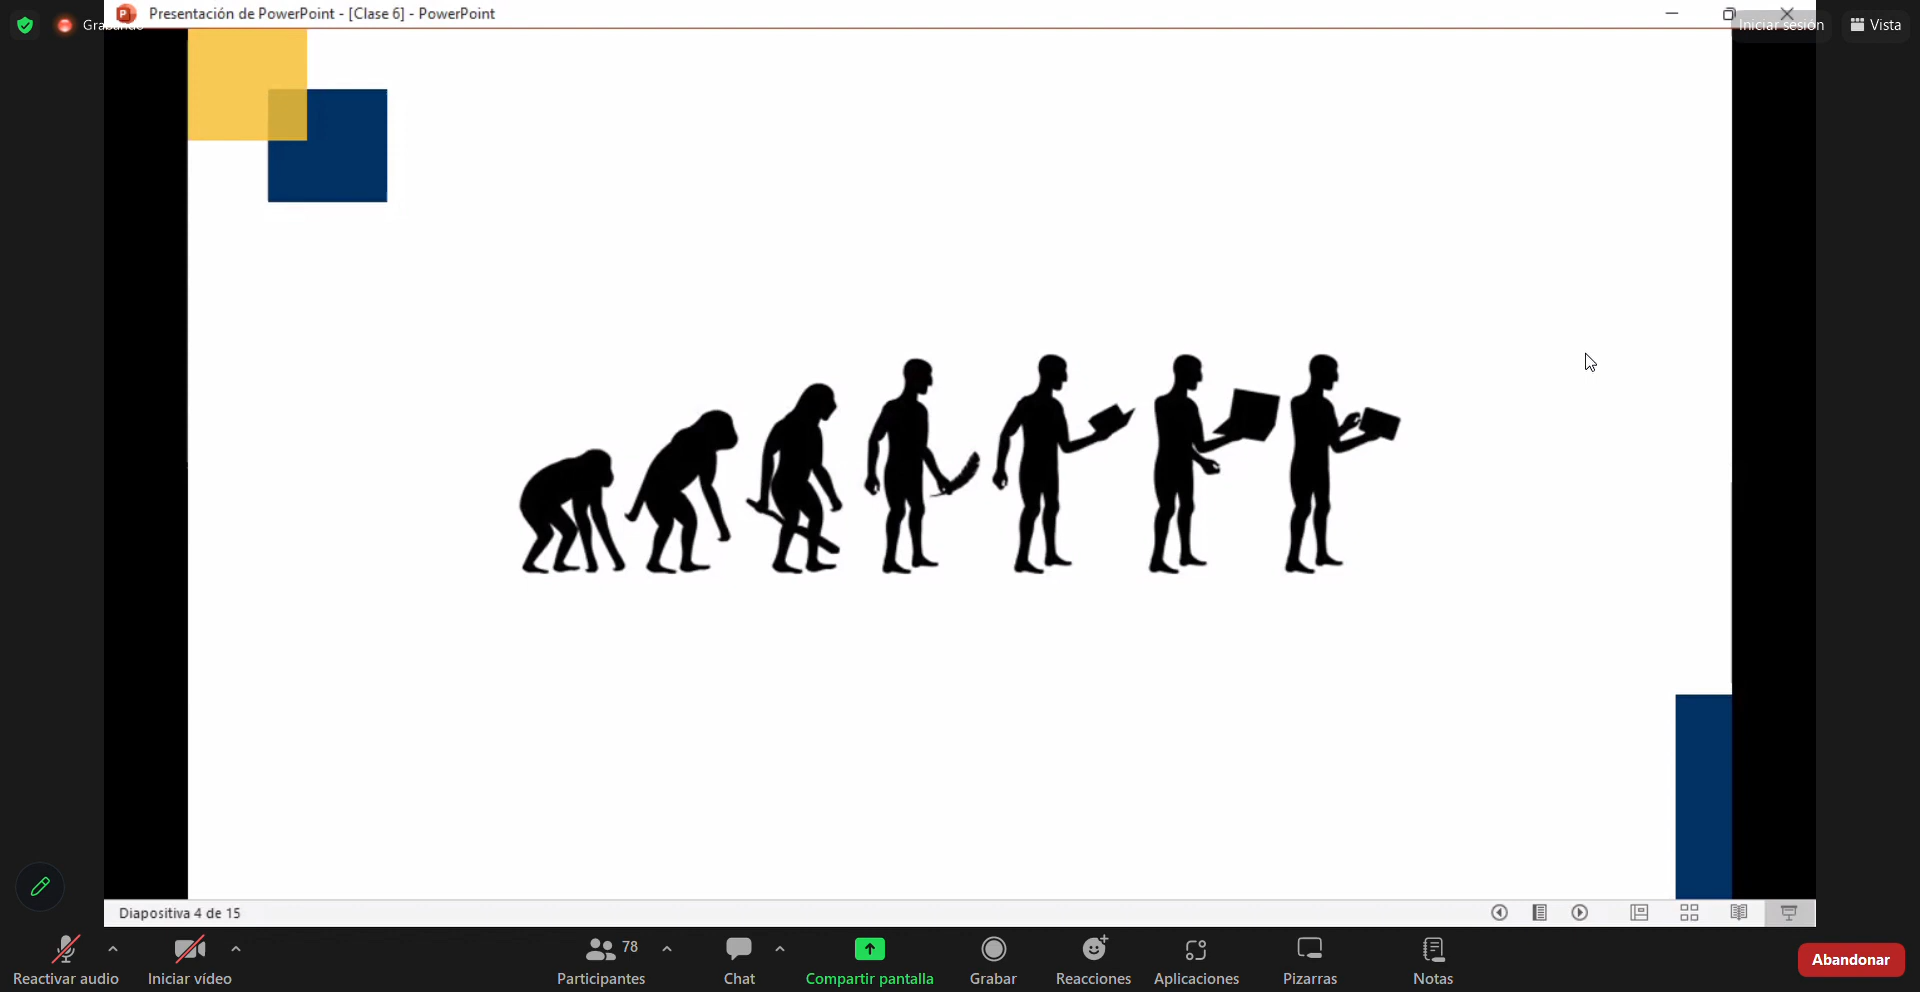 Presentación de PowerPoint - [Clase 6] - PowerPoint
Grabando
Iniciar sesión
Vista
Diapositiva 4 de 15
Reactivar audio
Iniciar vídeo
78
Participantes
Chat
Compartir pantalla
Grabar
Reacciones
Aplicaciones
Pizarras
Notas
Abandonar